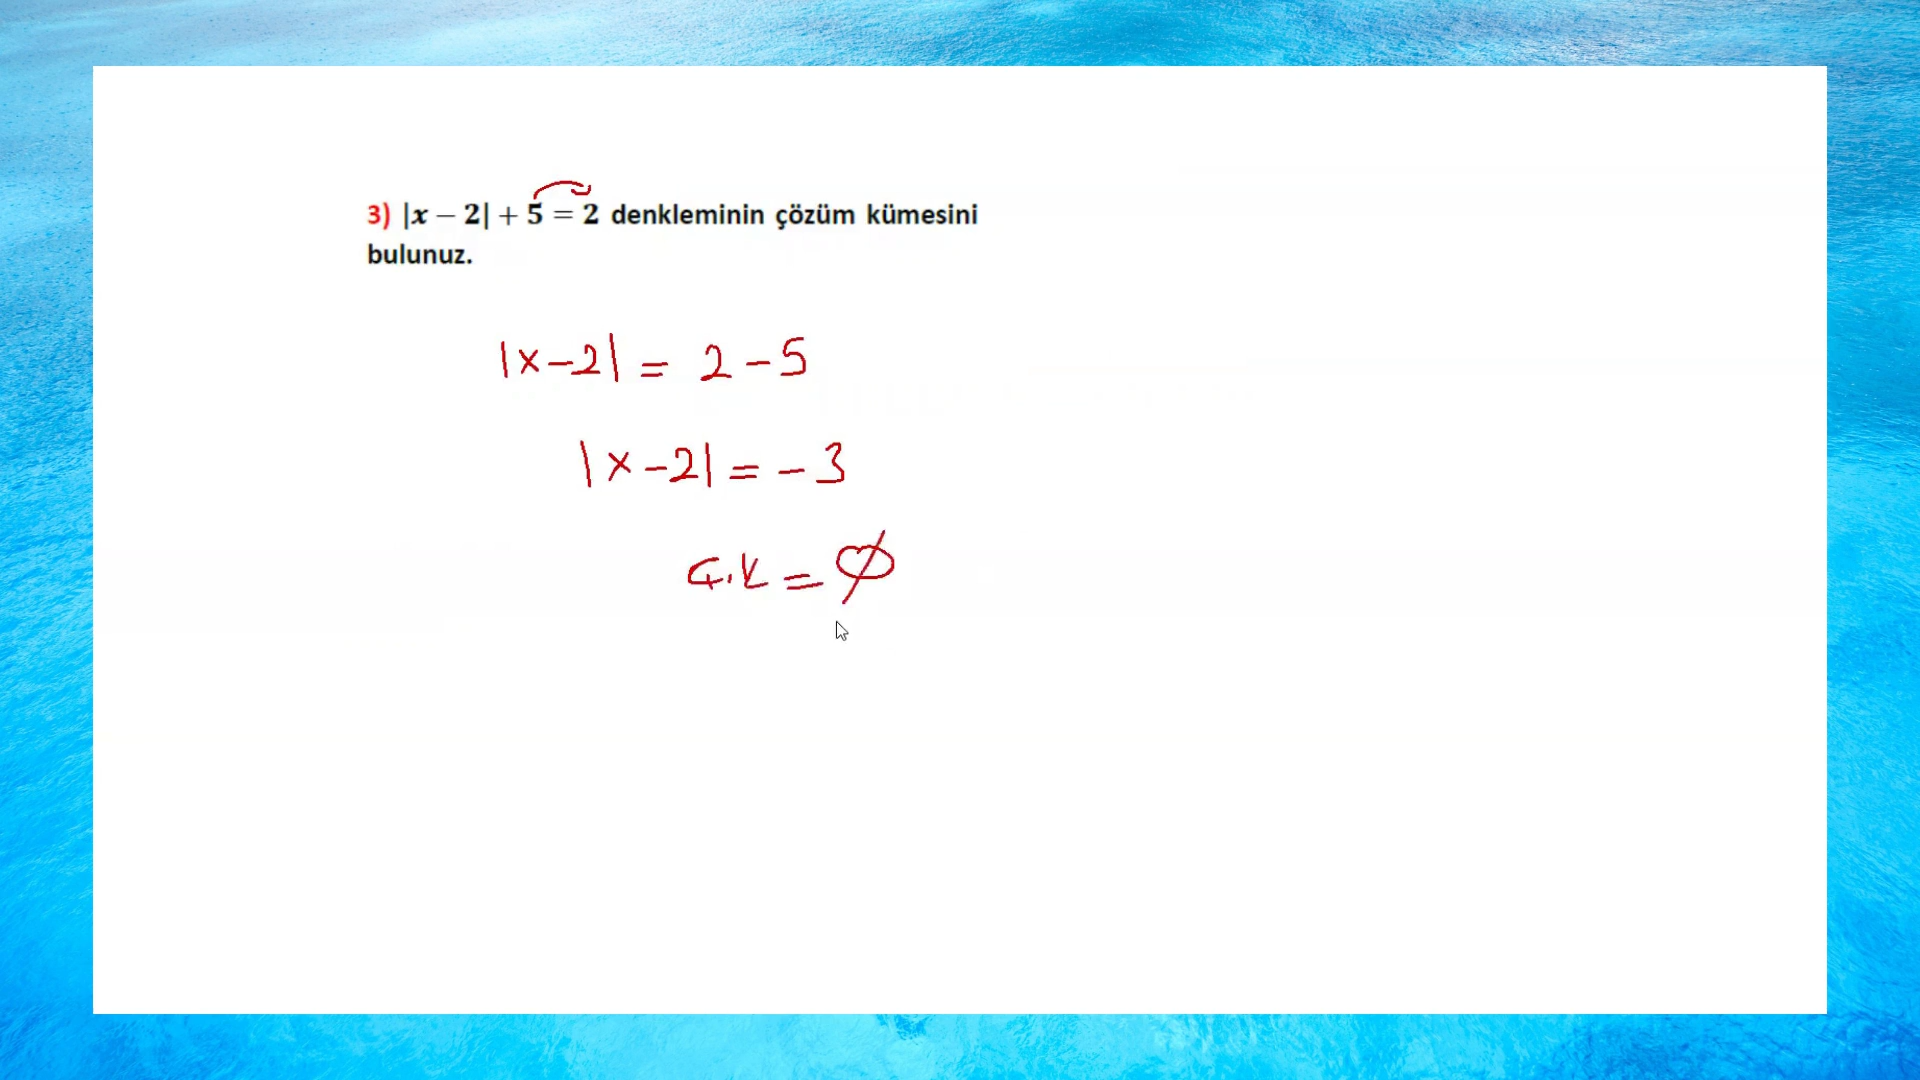 3) |x − 2| + 5 = 2 denkleminin çözüm kümesini
bulunuz.
|x-2| = 2-5
|x-2| = -3
Ç.K = ∅